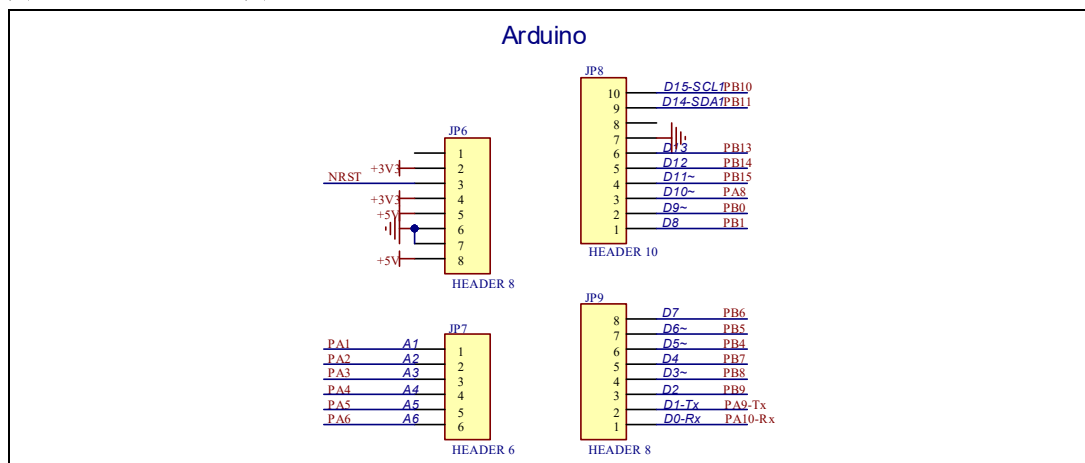 Arduino
JP6
1
+3V3 2
NRST 3
+3V3 4
+5V 5
6
7
+5V 8
HEADER 8
JP7
PA1 A1 1
PA2 A2 2
PA3 A3 3
PA4 A4 4
PA5 A5 5
PA6 A6 6
HEADER 6
JP8
10 D15-SCL1 PB10
9 D14-SDA1 PB11
8
7
6 D13 PB13
5 D12 PB14
4 D11~ PB15
3 D10~ PA8
2 D9~ PB0
1 D8 PB1
HEADER 10
JP9
8 D7 PB6
7 D6~ PB5
6 D5~ PB4
5 D4 PB7
4 D3~ PB8
3 D2 PB9
2 D1-Tx PA9-Tx
1 D0-Rx PA10-Rx
HEADER 8